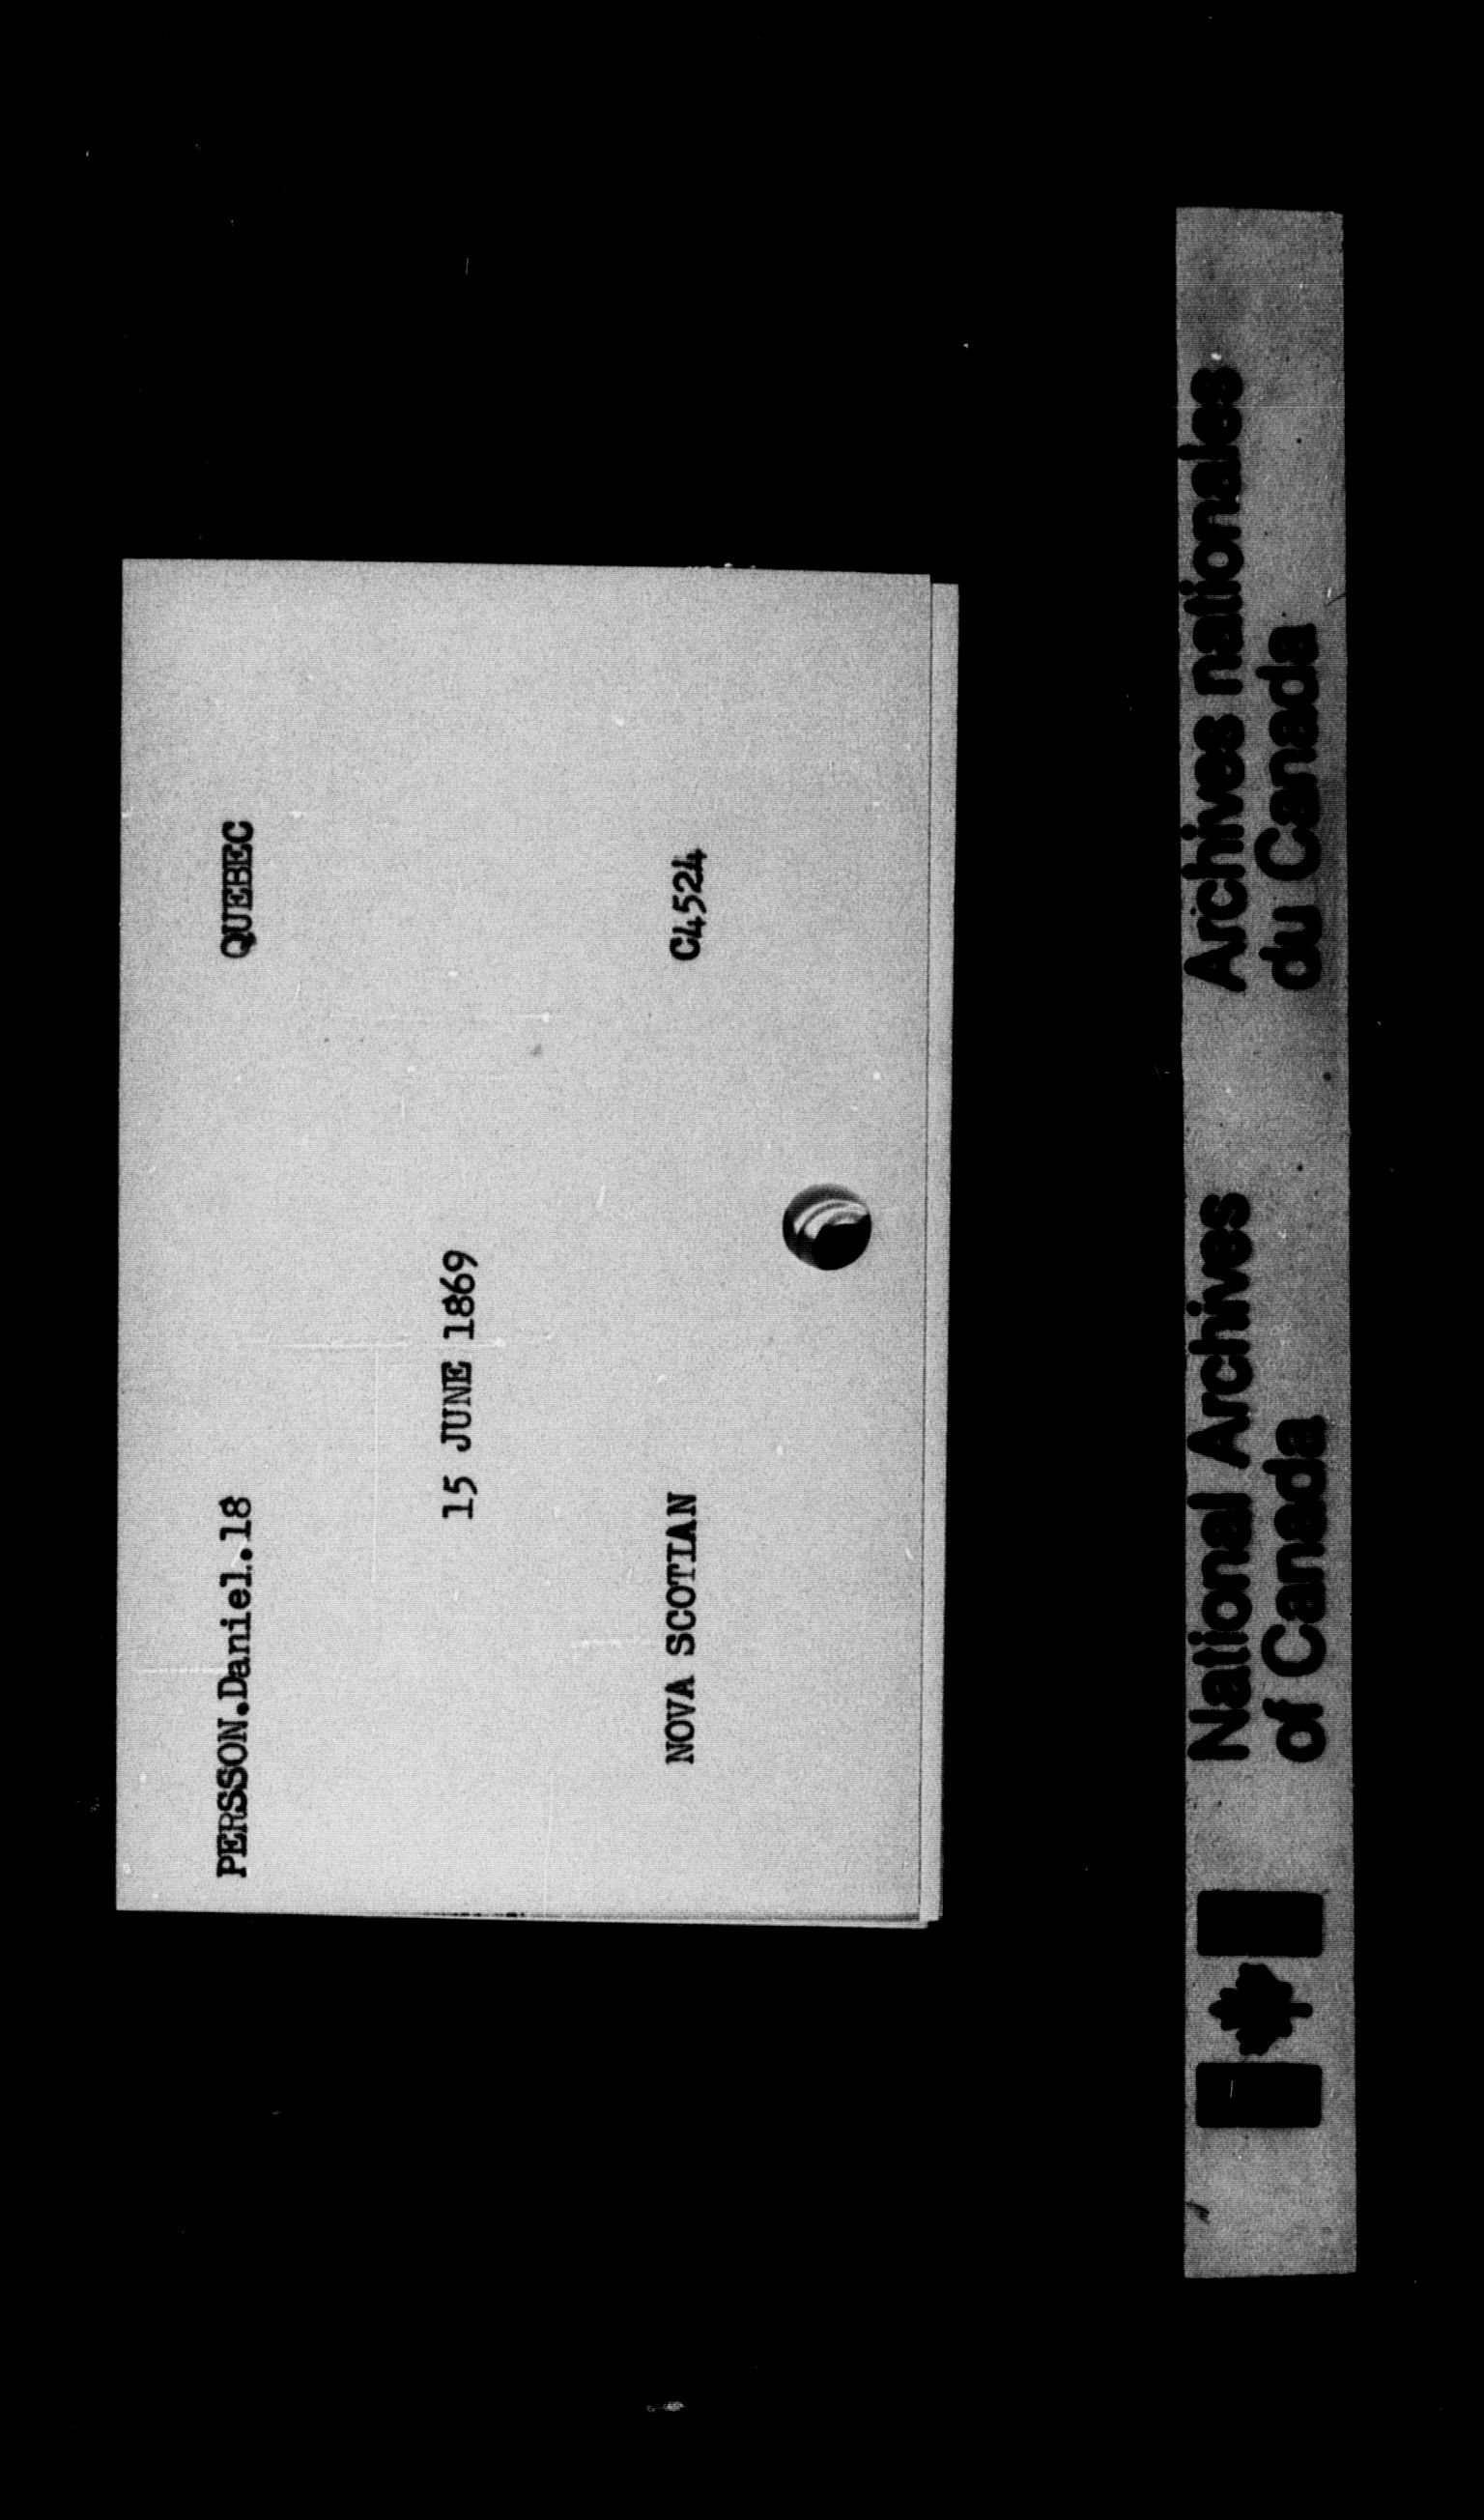 PERSSON.Daniel.18 QUEBEC
15 JUNE 1869
NOVA SCOTIAN C4524
National Archives
of Canada
Archives nationales
du Canada